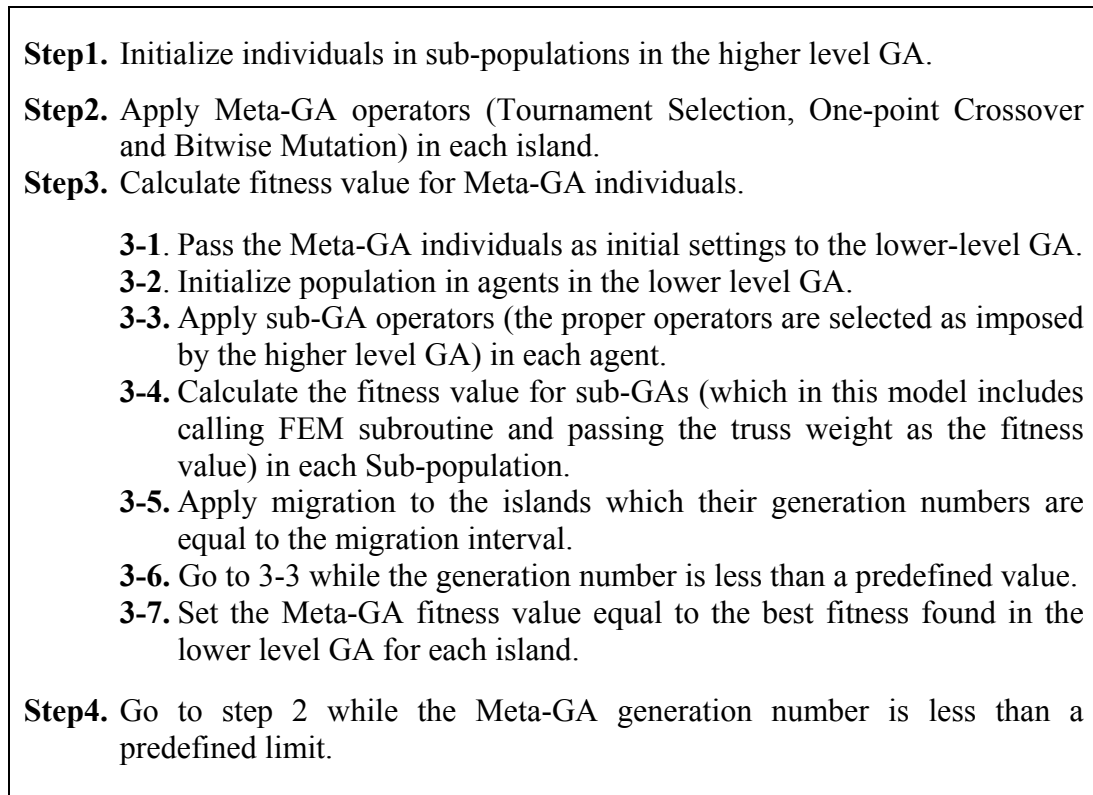 Step1. Initialize individuals in sub-populations in the higher level GA.
Step2. Apply Meta-GA operators (Tournament Selection, One-point Crossover
and Bitwise Mutation) in each island.
Step3. Calculate fitness value for Meta-GA individuals.
3-1. Pass the Meta-GA individuals as initial settings to the lower-level GA.
3-2. Initialize population in agents in the lower level GA.
3-3. Apply sub-GA operators (the proper operators are selected as imposed
by the higher level GA) in each agent.
3-4. Calculate the fitness value for sub-GAs (which in this model includes
calling FEM subroutine and passing the truss weight as the fitness
value) in each Sub-population.
3-5. Apply migration to the islands which their generation numbers are
equal to the migration interval.
3-6. Go to 3-3 while the generation number is less than a predefined value.
3-7. Set the Meta-GA fitness value equal to the best fitness found in the
lower level GA for each island.
Step4. Go to step 2 while the Meta-GA generation number is less than a
predefined limit.